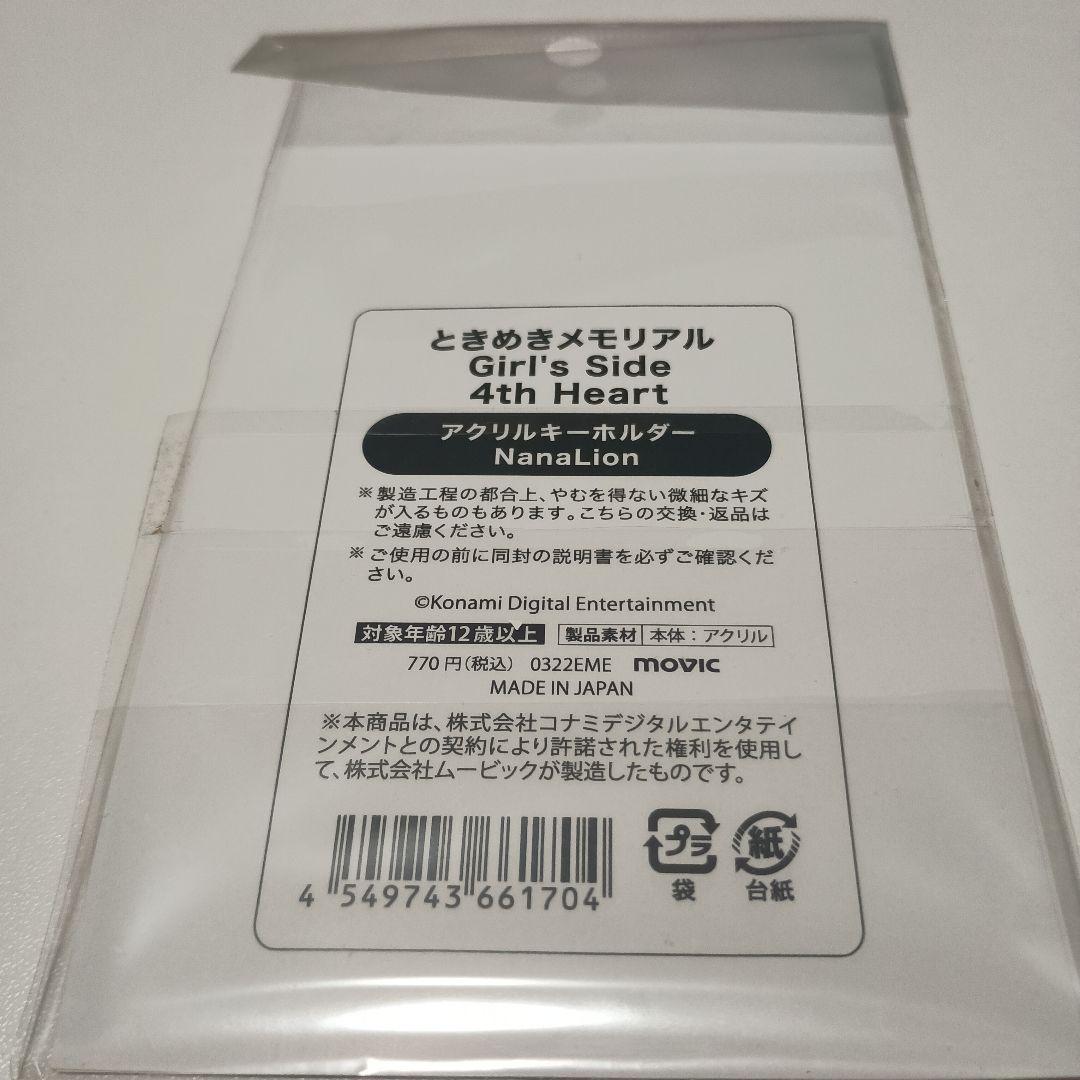 ときめきメモリアル
Girl's Side
4th Heart
アクリルキーホルダー
NanaLion
※製造工程の都合上、やむを得ない微細なキズ
が入るものもあります。こちらの交換・返品は
ご遠慮ください。
※ご使用の前に同封の説明書を必ずご確認くだ
さい。
©Konami Digital Entertainment
対象年齢12歳以上 製品素材 本体：アクリル
770円(税込) 0322EME movic
MADE IN JAPAN
※本商品は、株式会社コナミデジタルエンタテイ
ンメントとの契約により許諾された権利を使用し
て、株式会社ムービックが製造したものです。
4 549743 661704
プラ 紙
袋 台紙